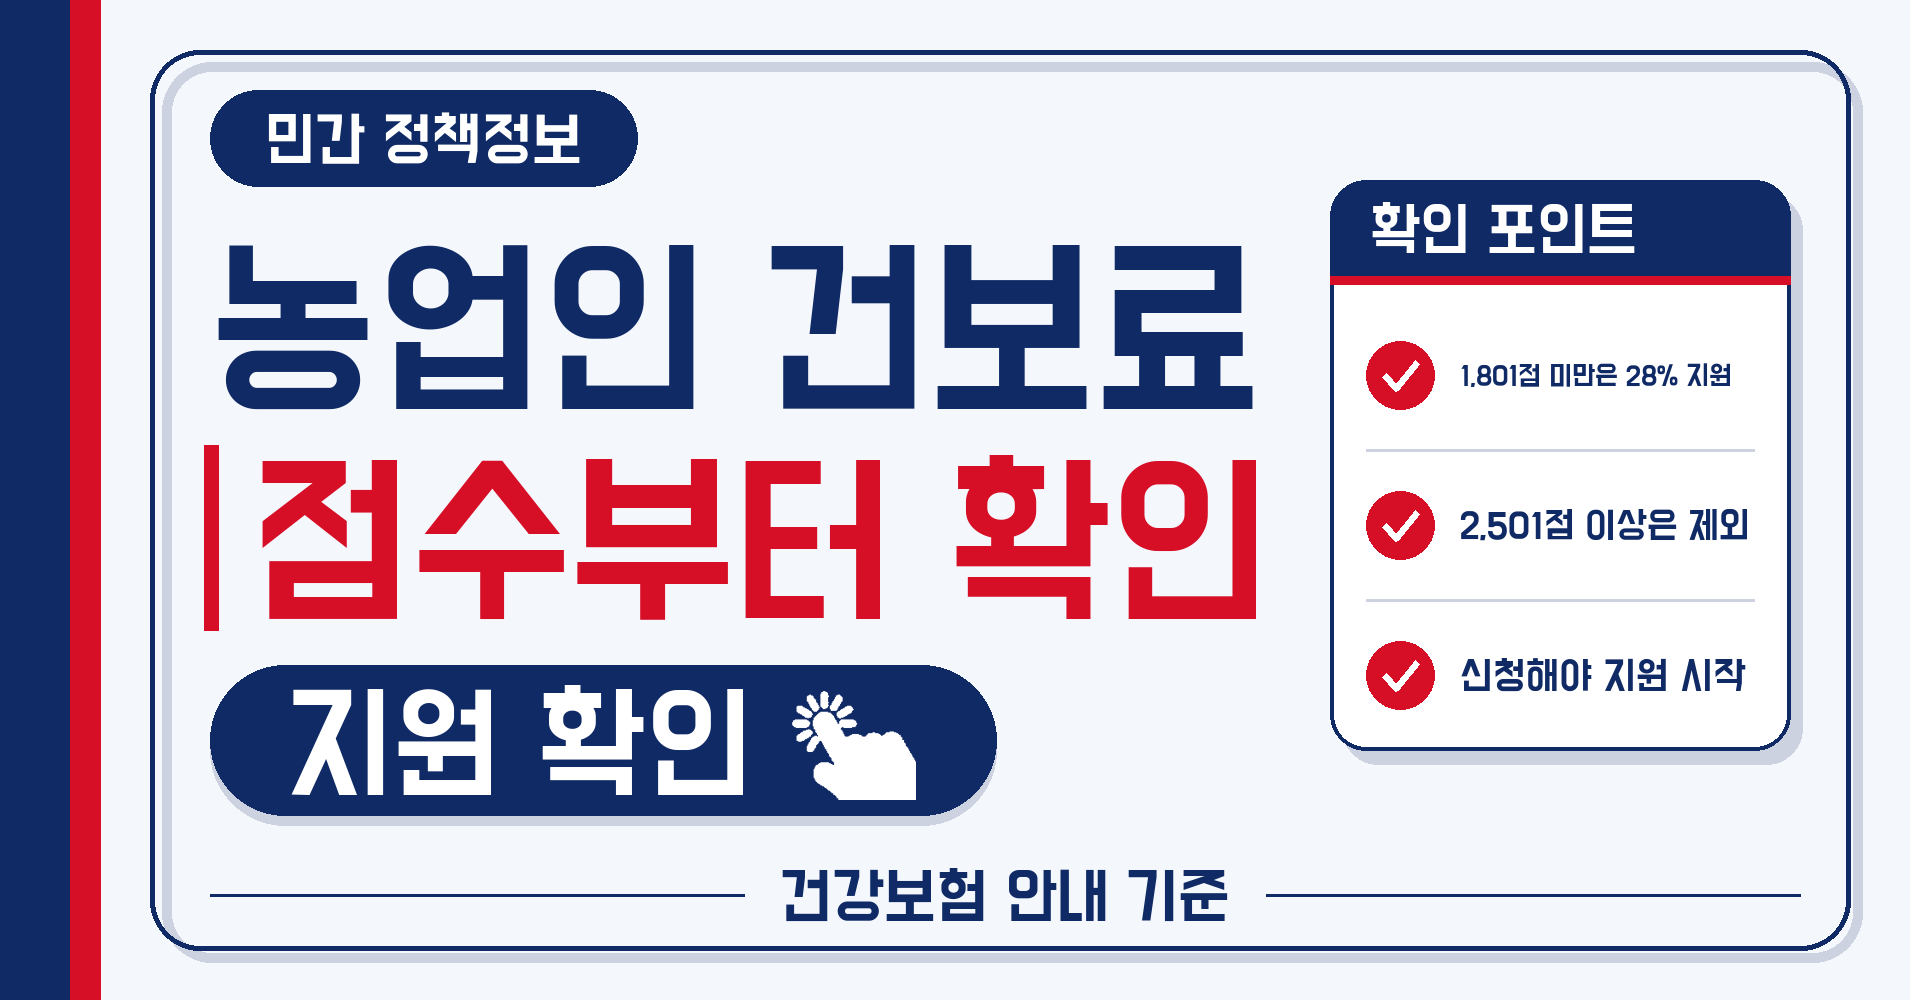 민간 정책정보
농업인 건보료
점수부터 확인
지원 확인
확인 포인트
1,801점 미만은 28% 지원
2,501점 이상은 제외
신청해야 지원 시작
건강보험 안내 기준